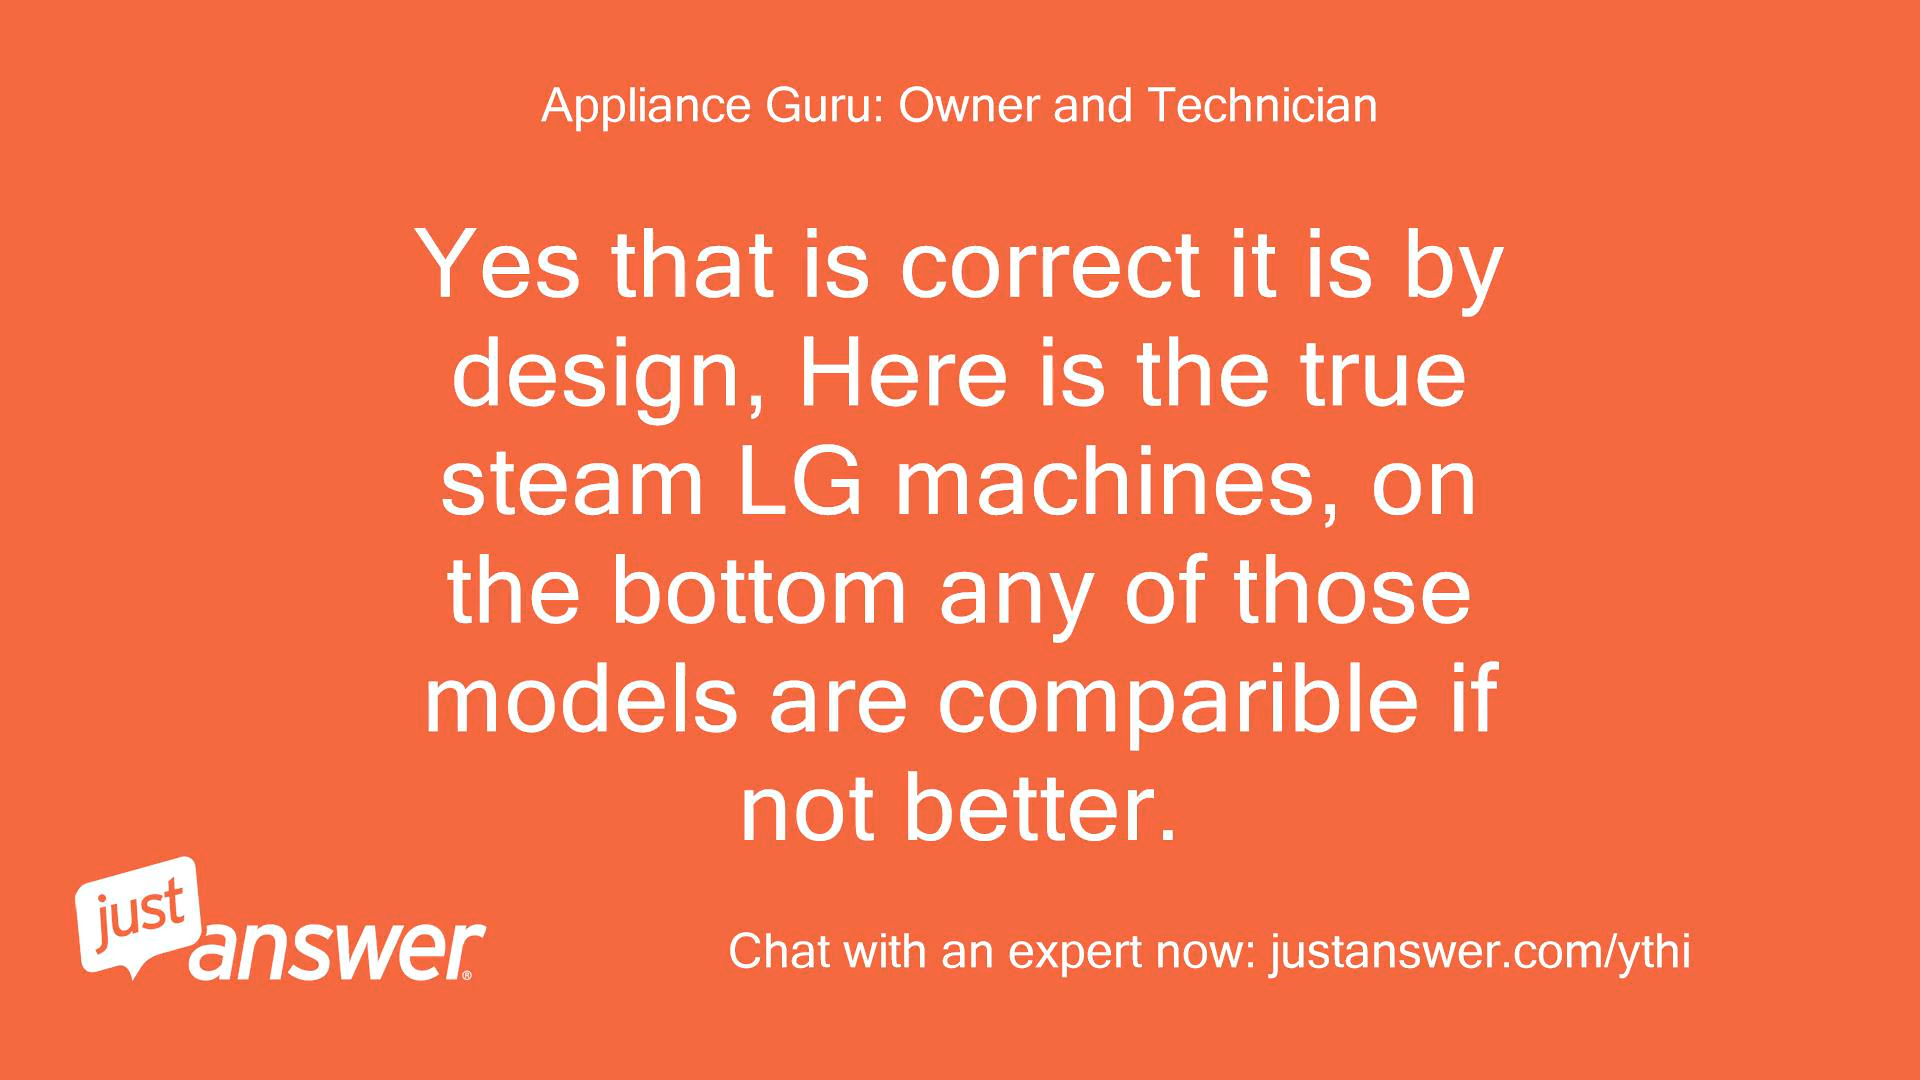 Appliance Guru: Owner and Technician
Yes that is correct it is by
design, Here is the true
steam LG machines, on
the bottom any of those
models are comparible if
not better.
just
answer®
Chat with an expert now: justanswer.com/ythi